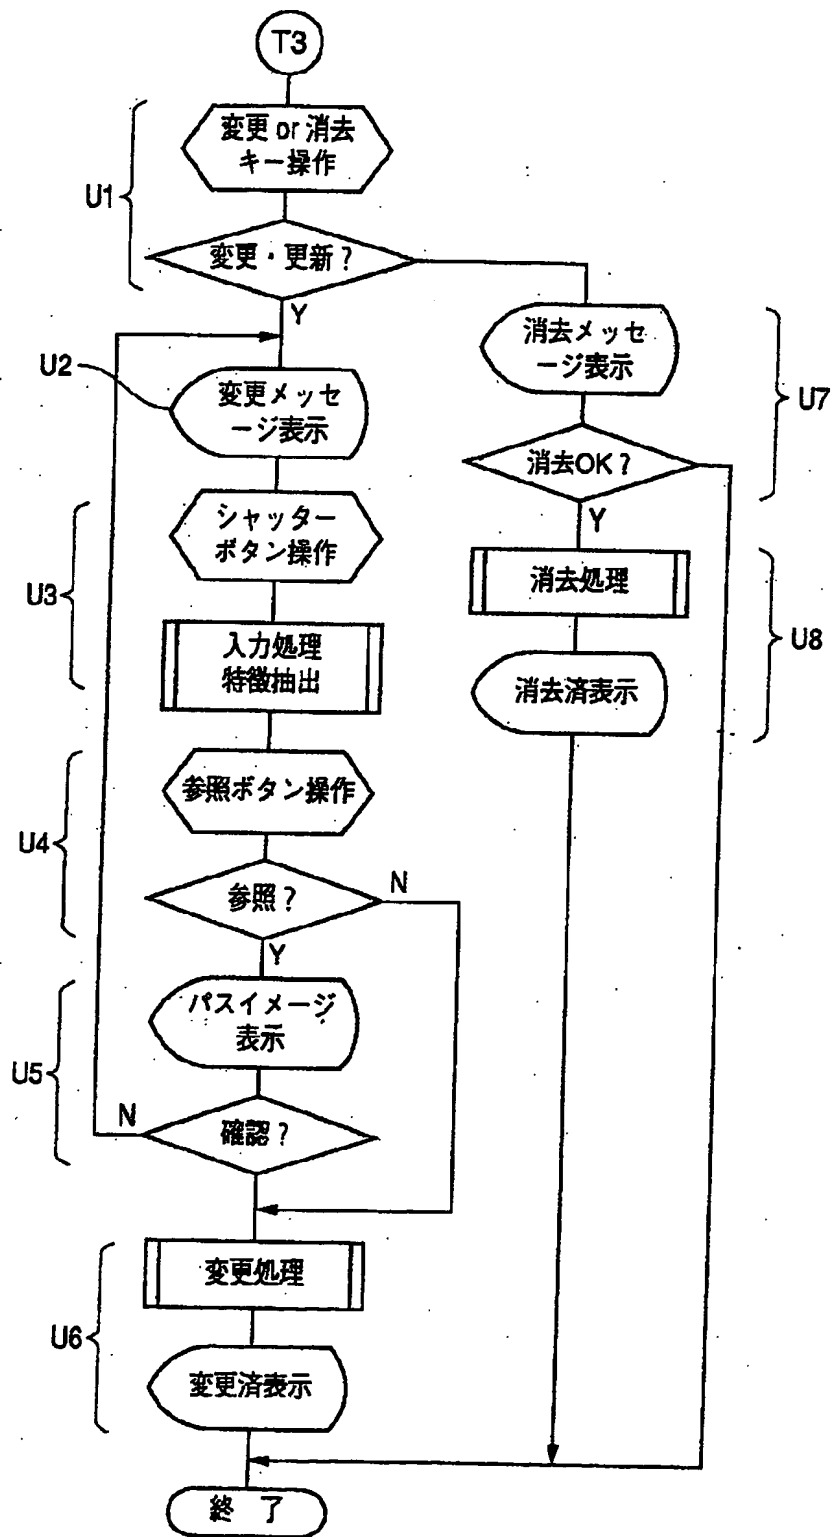 T3
変更 or 消去
キー操作
U1
変更・更新？
Y
U2
変更メッセ
ージ表示
シャッター
ボタン操作
U3
入力処理
特徴抽出
参照ボタン操作
U4
参照？
N
Y
パスイメージ
表示
U5
N
確認？
変更処理
U6
変更済表示
消去メッセ
ージ表示
U7
消去OK？
Y
消去処理
U8
消去済表示
終 了